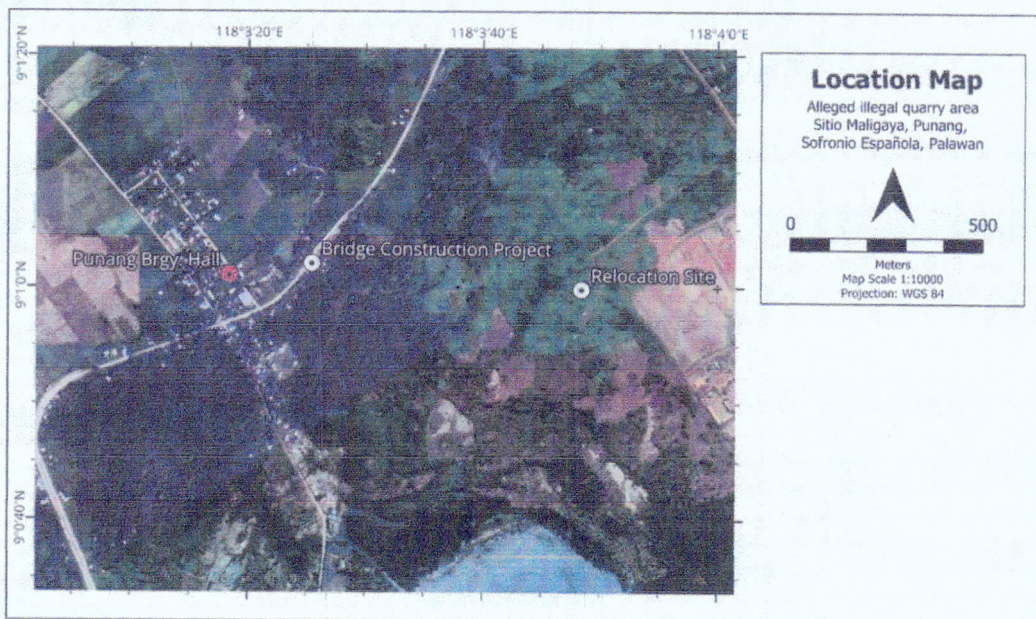 118°3'20"E
118°3'40"E
118°4'0"E
9°1'20"N
9°1'0"N
9°0'40"N
Punang Brgy. Hall
Bridge Construction Project
Relocation Site
Location Map
Alleged illegal quarry area
Sitio Maligaya, Punang,
Sofronio Española, Palawan
0
500
Meters
Map Scale 1:10000
Projection: WGS 84